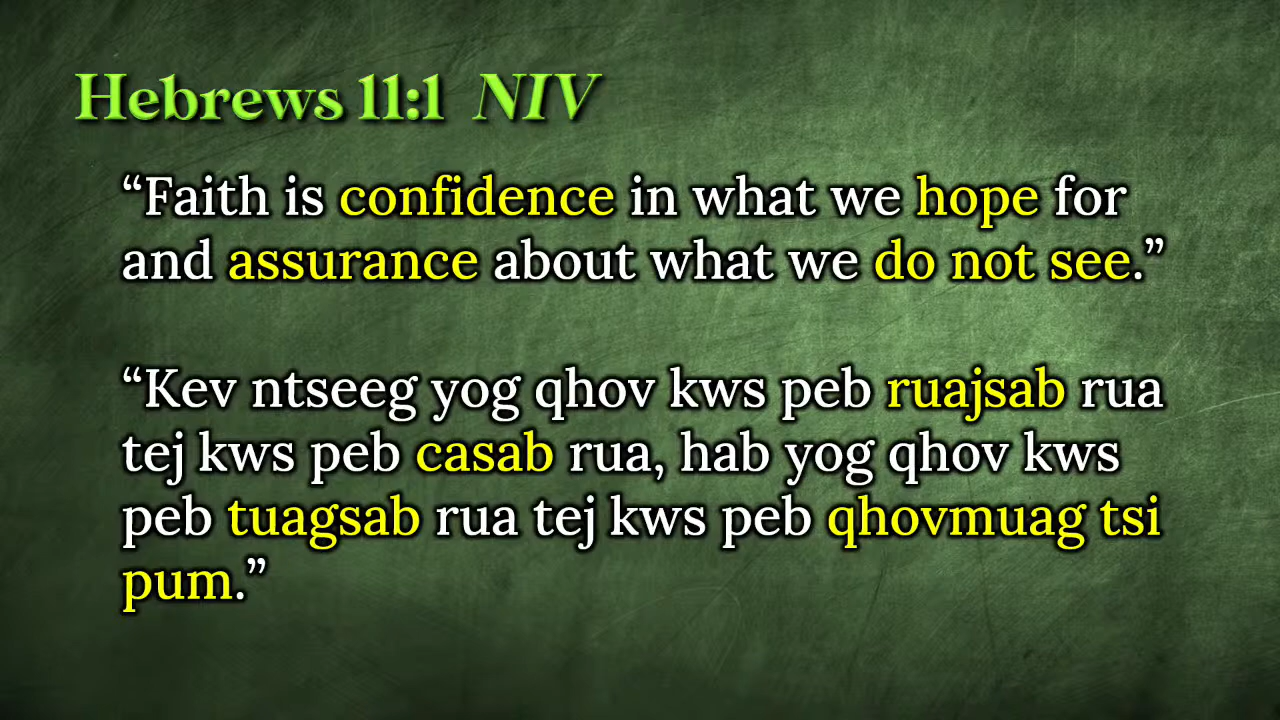 Hebrews 11:1 NIV
“Faith is confidence in what we hope for
and assurance about what we do not see.”
“Kev ntseeg yog qhov kws peb ruajsab rua
tej kws peb casab rua, hab yog qhov kws
peb tuagsab rua tej kws peb qhovmuag tsi
pum.”